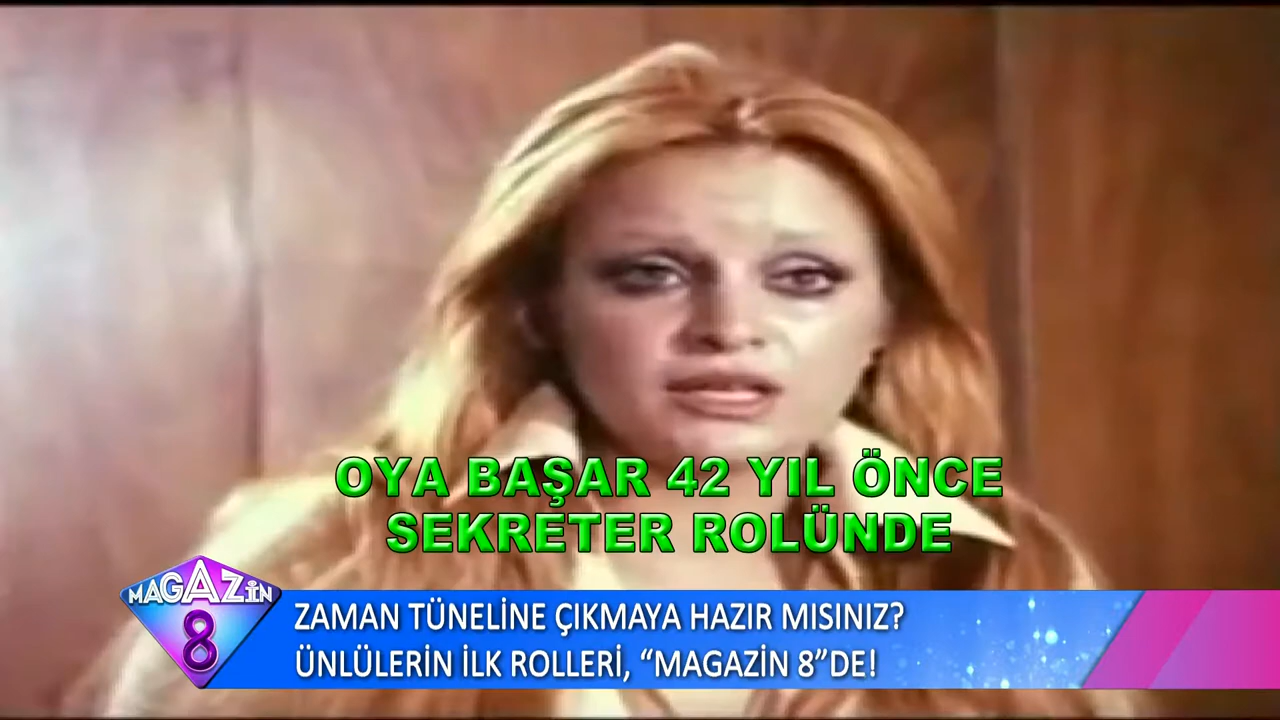 OYA BAŞAR 42 YIL ÖNCE
SEKRETER ROLÜNDE
MAGAZİN
8
ZAMAN TÜNELİNE ÇIKMAYA HAZIR MISINIZ?
ÜNLÜLERİN İLK ROLLERİ, “MAGAZİN 8”DE!